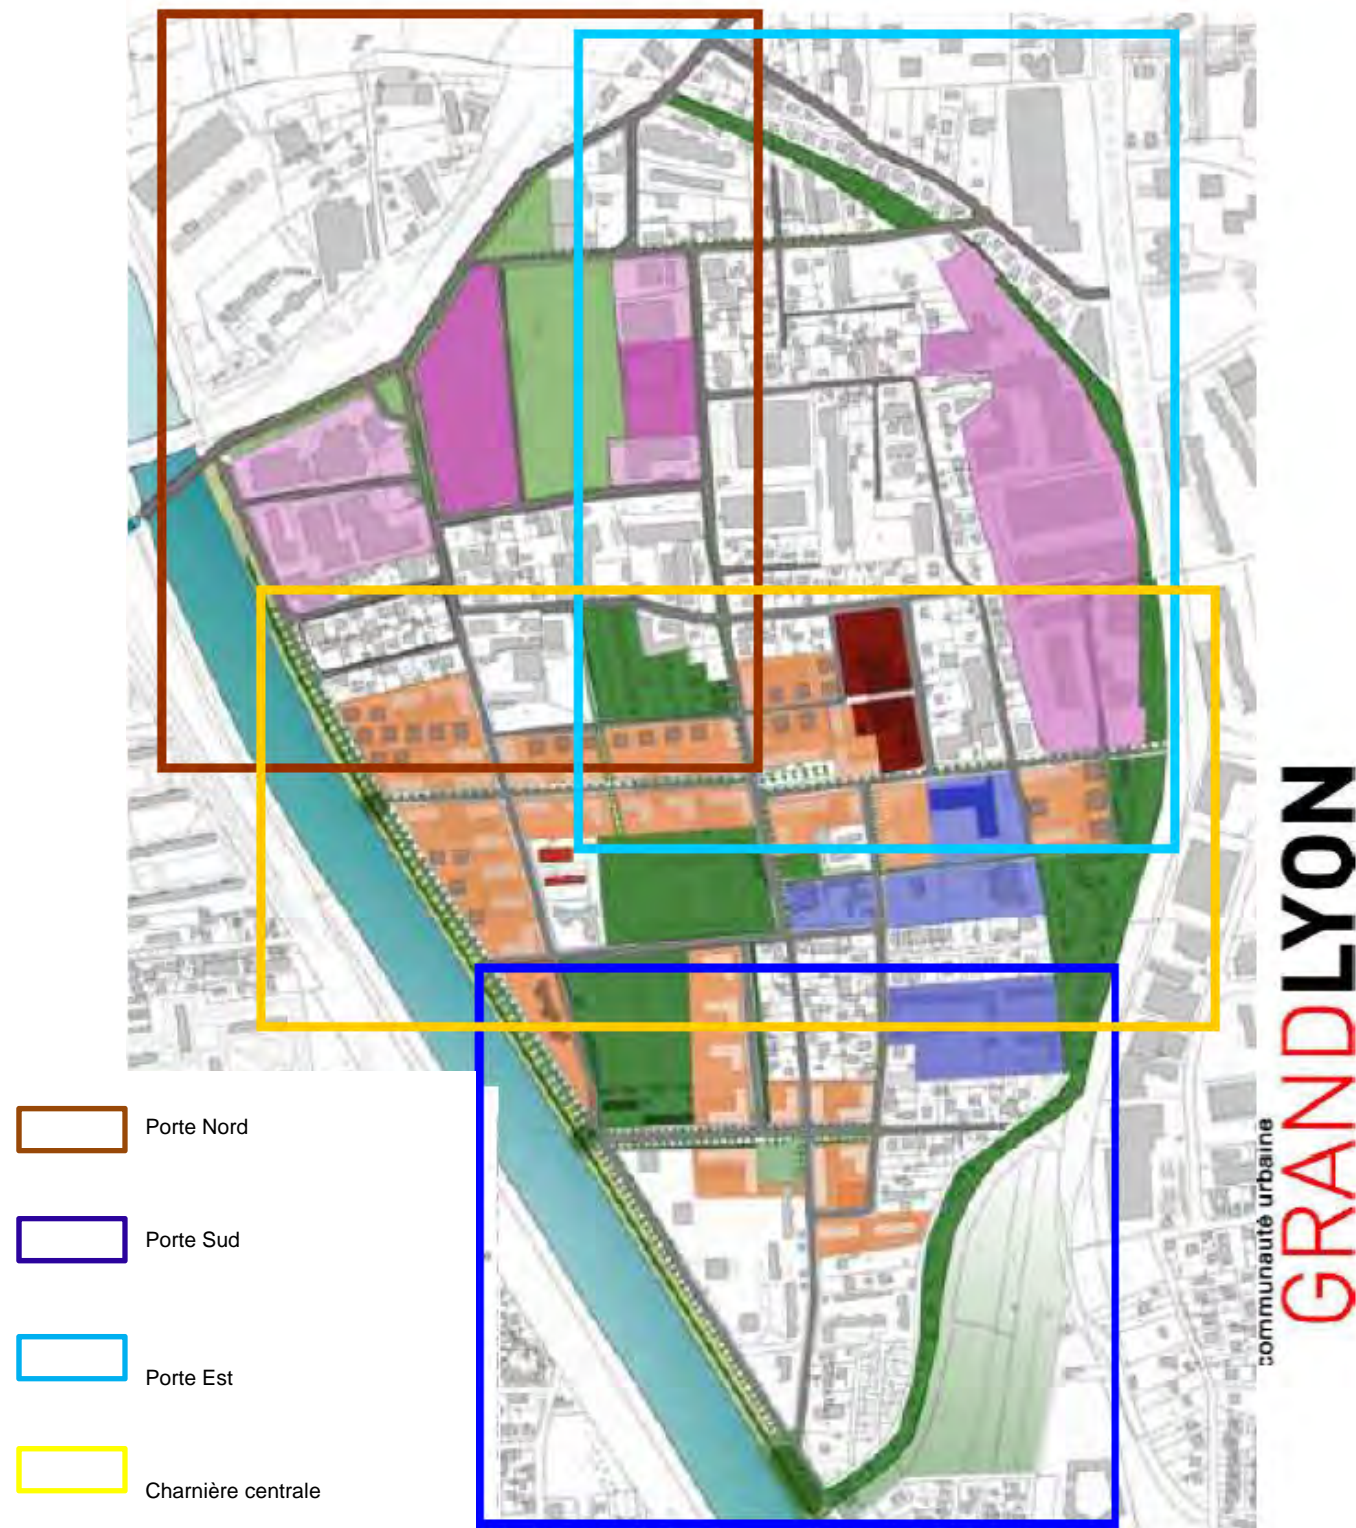 Porte Nord
Porte Sud
Porte Est
Charnière centrale
communauté urbaine
GRANDLYON